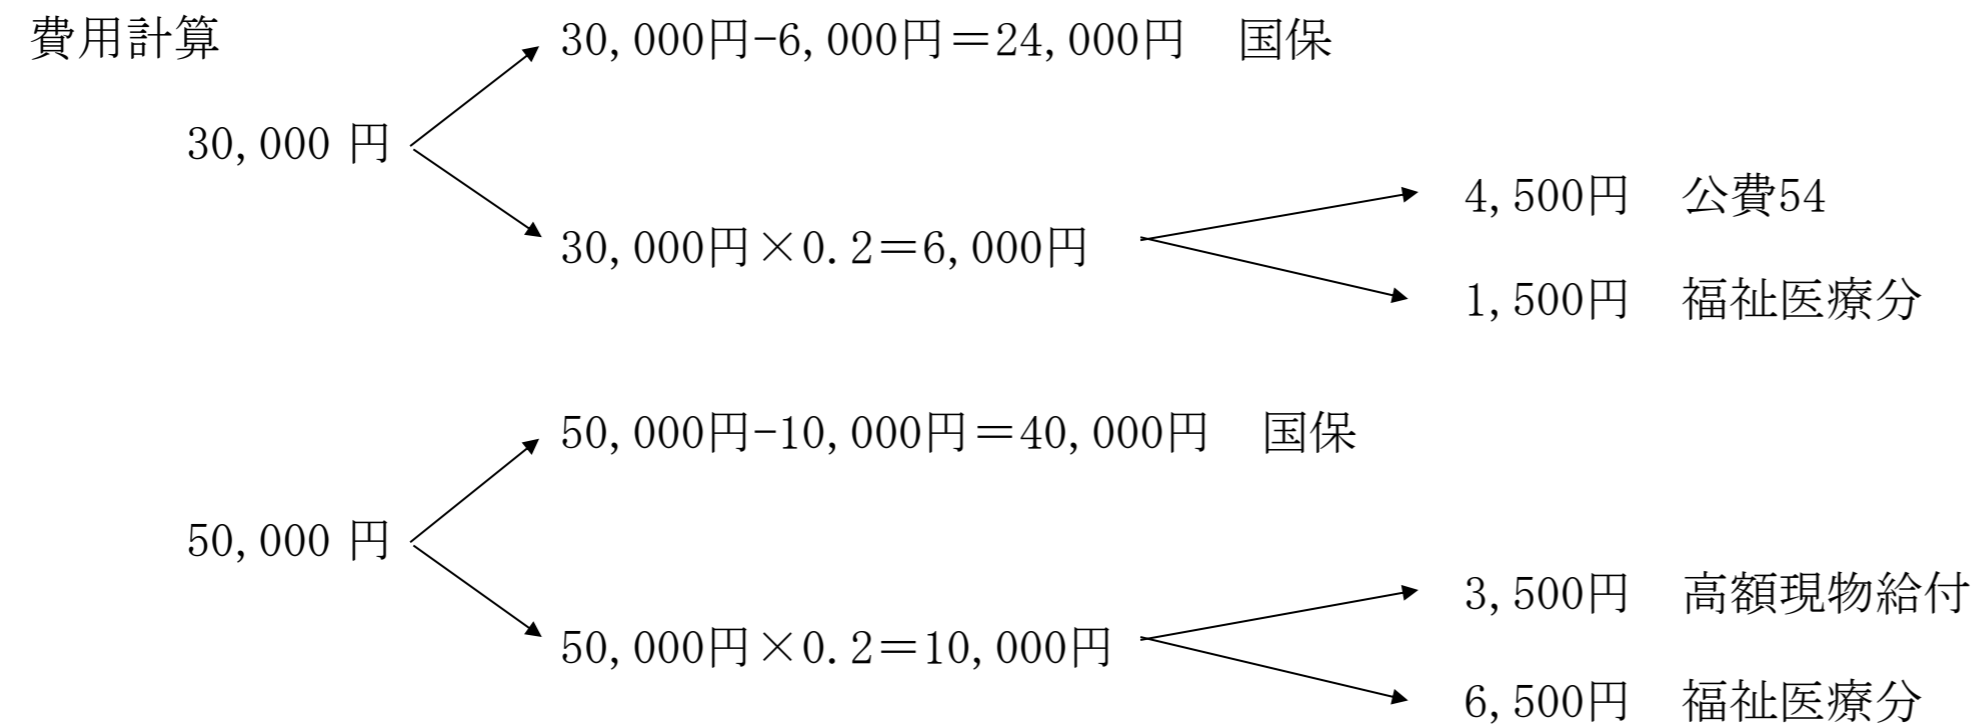 費用計算
30,000円-6,000円＝24,000円　国保
30,000 円
4,500円　公費54
30,000円×0.2＝6,000円
1,500円　福祉医療分
50,000円-10,000円＝40,000円　国保
50,000 円
3,500円　高額現物給付
50,000円×0.2＝10,000円
6,500円　福祉医療分